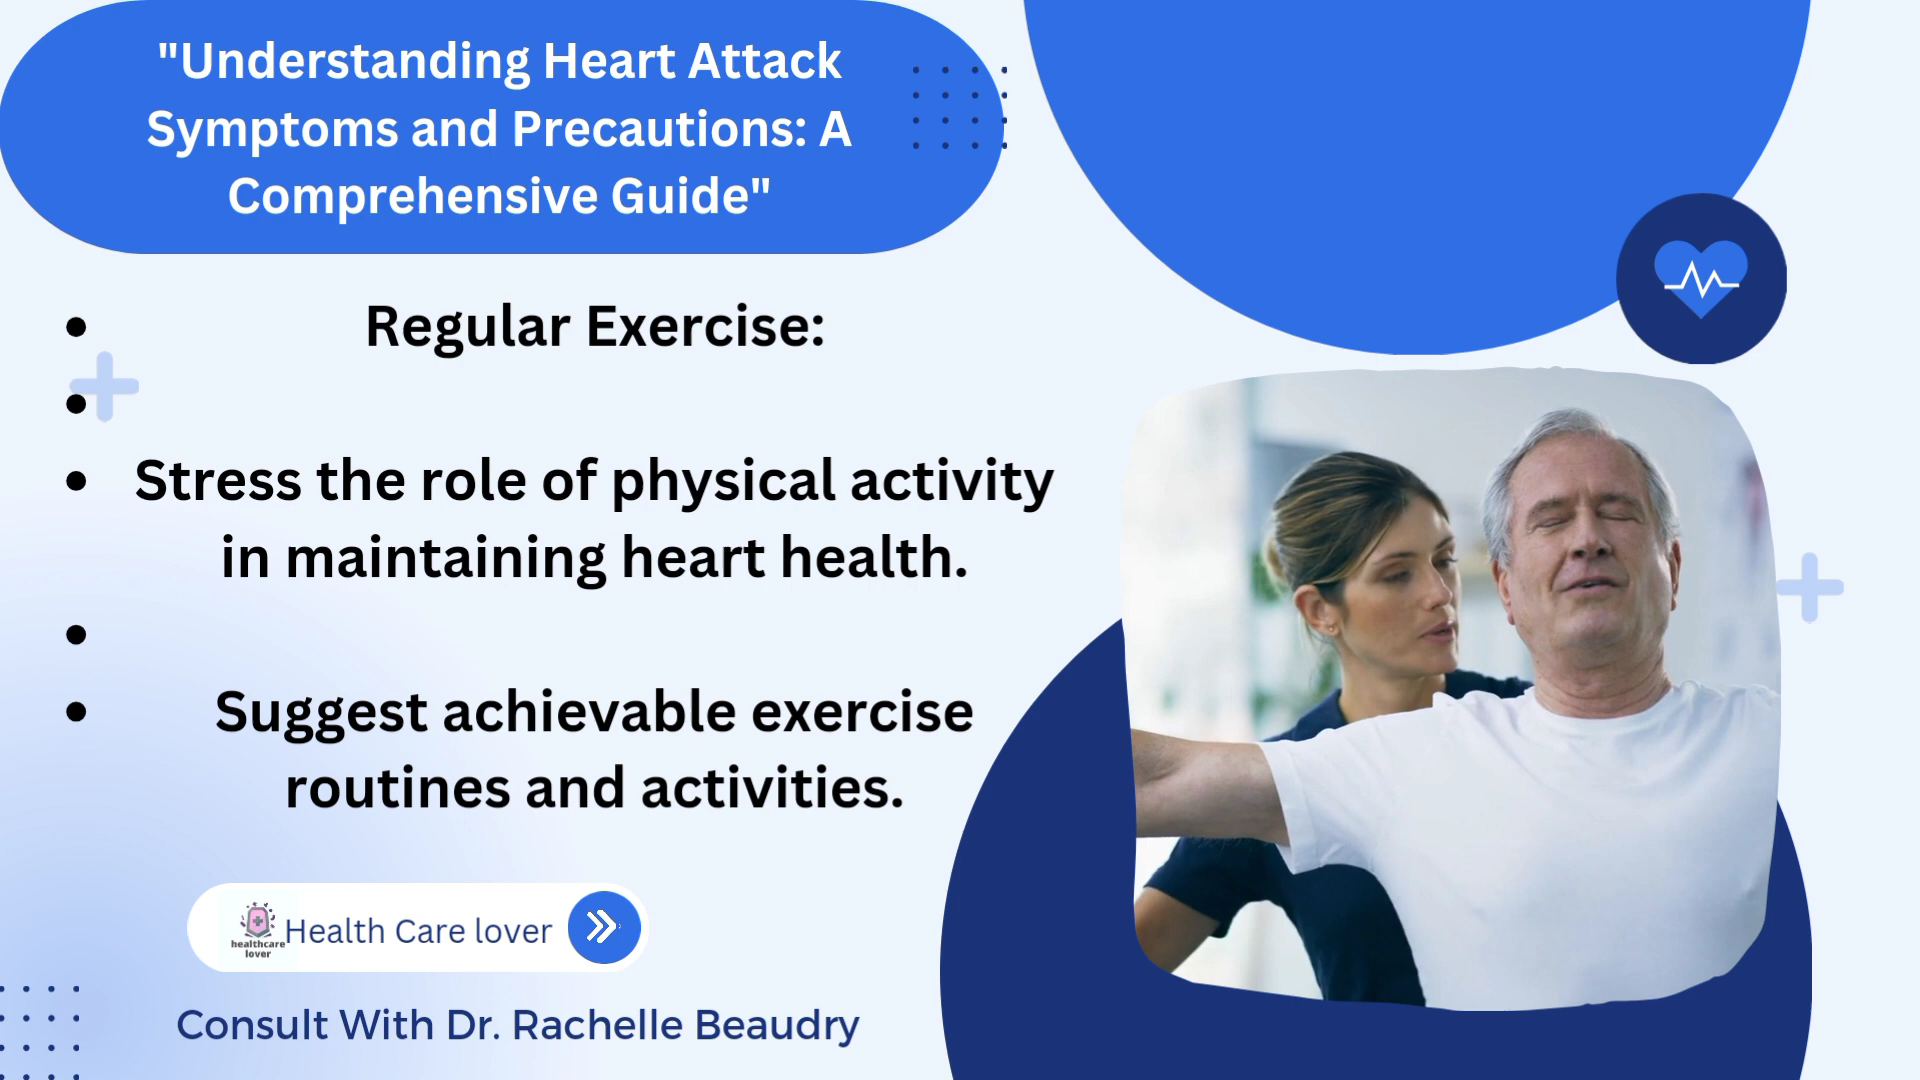 "Understanding Heart Attack
Symptoms and Precautions: A
Comprehensive Guide"
Regular Exercise:
Stress the role of physical activity
in maintaining heart health.
Suggest achievable exercise
routines and activities.
healthcare
lover
Health Care lover
Consult With Dr. Rachelle Beaudry